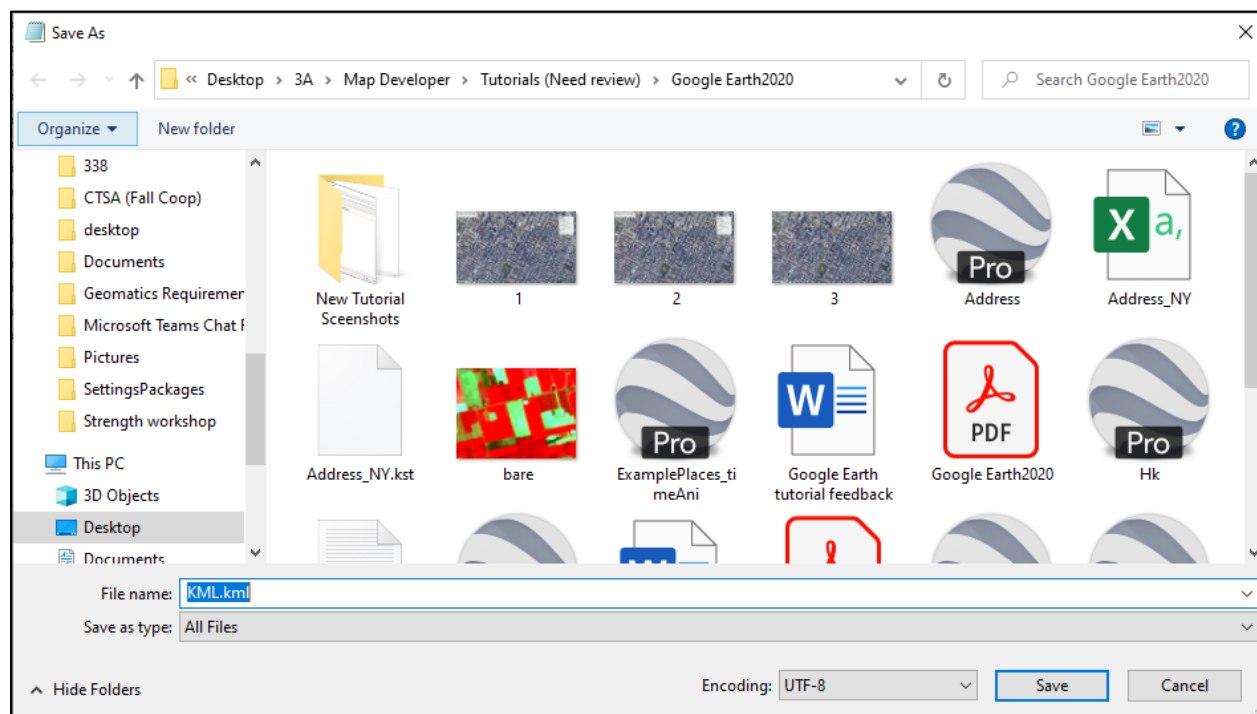 Save As
« Desktop > 3A > Map Developer > Tutorials (Need review) > Google Earth2020
Search Google Earth2020
Organize
New folder
338
CTSA (Fall Coop)
desktop
Documents
Geomatics Requiremer
Microsoft Teams Chat F
Pictures
SettingsPackages
Strength workshop
This PC
3D Objects
Desktop
Documents
New Tutorial
Sceenshots
1
2
3
Pro
Address
X a,
Address_NY
Address_NY.kst
bare
Pro
ExamplePlaces_ti
meAni
W
Google Earth
tutorial feedback
PDF
Google Earth2020
Pro
Hk
File name: KML.kml
Save as type: All Files
Hide Folders
Encoding: UTF-8
Save
Cancel